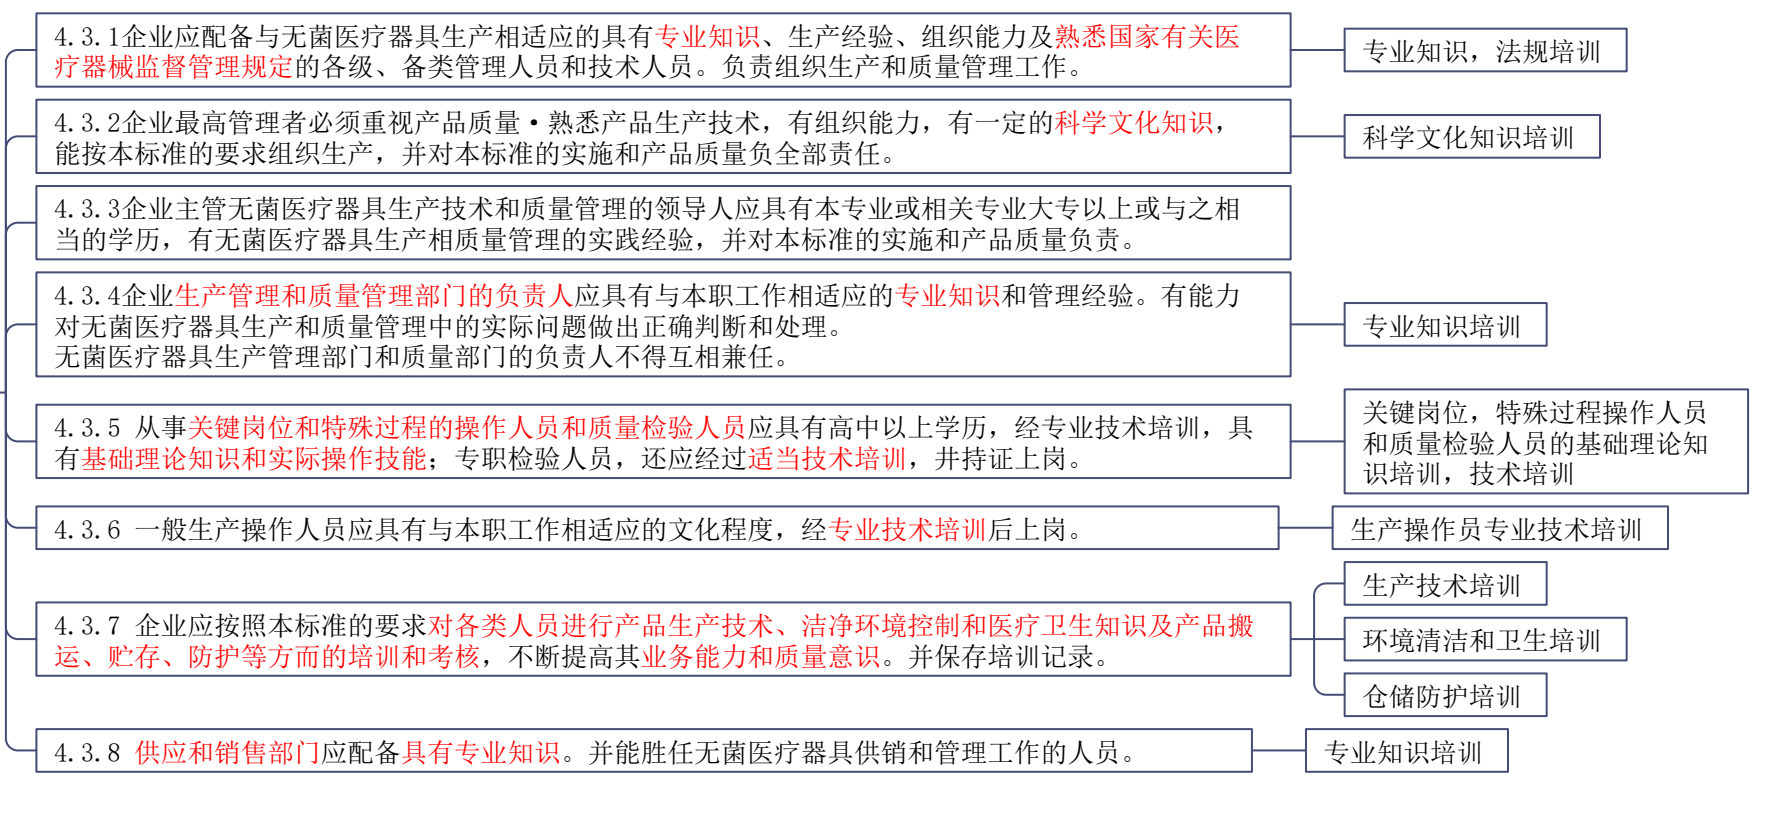 4.3.1企业应配备与无菌医疗器具生产相适应的具有专业知识、生产经验、组织能力及熟悉国家有关医
疗器械监督管理规定的各级、备类管理人员和技术人员。负责组织生产和质量管理工作。
专业知识，法规培训
4.3.2企业最高管理者必须重视产品质量•熟悉产品生产技术，有组织能力，有一定的科学文化知识，
能按本标准的要求组织生产，并对本标准的实施和产品质量负全部责任。
科学文化知识培训
4.3.3企业主管无菌医疗器具生产技术和质量管理的领导人应具有本专业或相关专业大专以上或与之相
当的学历，有无菌医疗器具生产相质量管理的实践经验，并对本标准的实施和产品质量负责。
4.3.4企业生产管理和质量管理部门的负责人应具有与本职工作相适应的专业知识和管理经验。有能力
对无菌医疗器具生产和质量管理中的实际问题做出正确判断和处理。
无菌医疗器具生产管理部门和质量部门的负责人不得互相兼任。
专业知识培训
4.3.5 从事关键岗位和特殊过程的操作人员和质量检验人员应具有高中以上学历，经专业技术培训，具
有基础理论知识和实际操作技能；专职检验人员，还应经过适当技术培训，井持证上岗。
关键岗位，特殊过程操作人员
和质量检验人员的基础理论知
识培训，技术培训
4.3.6 一般生产操作人员应具有与本职工作相适应的文化程度，经专业技术培训后上岗。
生产操作员专业技术培训
4.3.7 企业应按照本标准的要求对各类人员进行产品生产技术、洁净环境控制和医疗卫生知识及产品搬
运、贮存、防护等方而的培训和考核，不断提高其业务能力和质量意识。并保存培训记录。
生产技术培训
环境清洁和卫生培训
仓储防护培训
4.3.8 供应和销售部门应配备具有专业知识。并能胜任无菌医疗器具供销和管理工作的人员。
专业知识培训